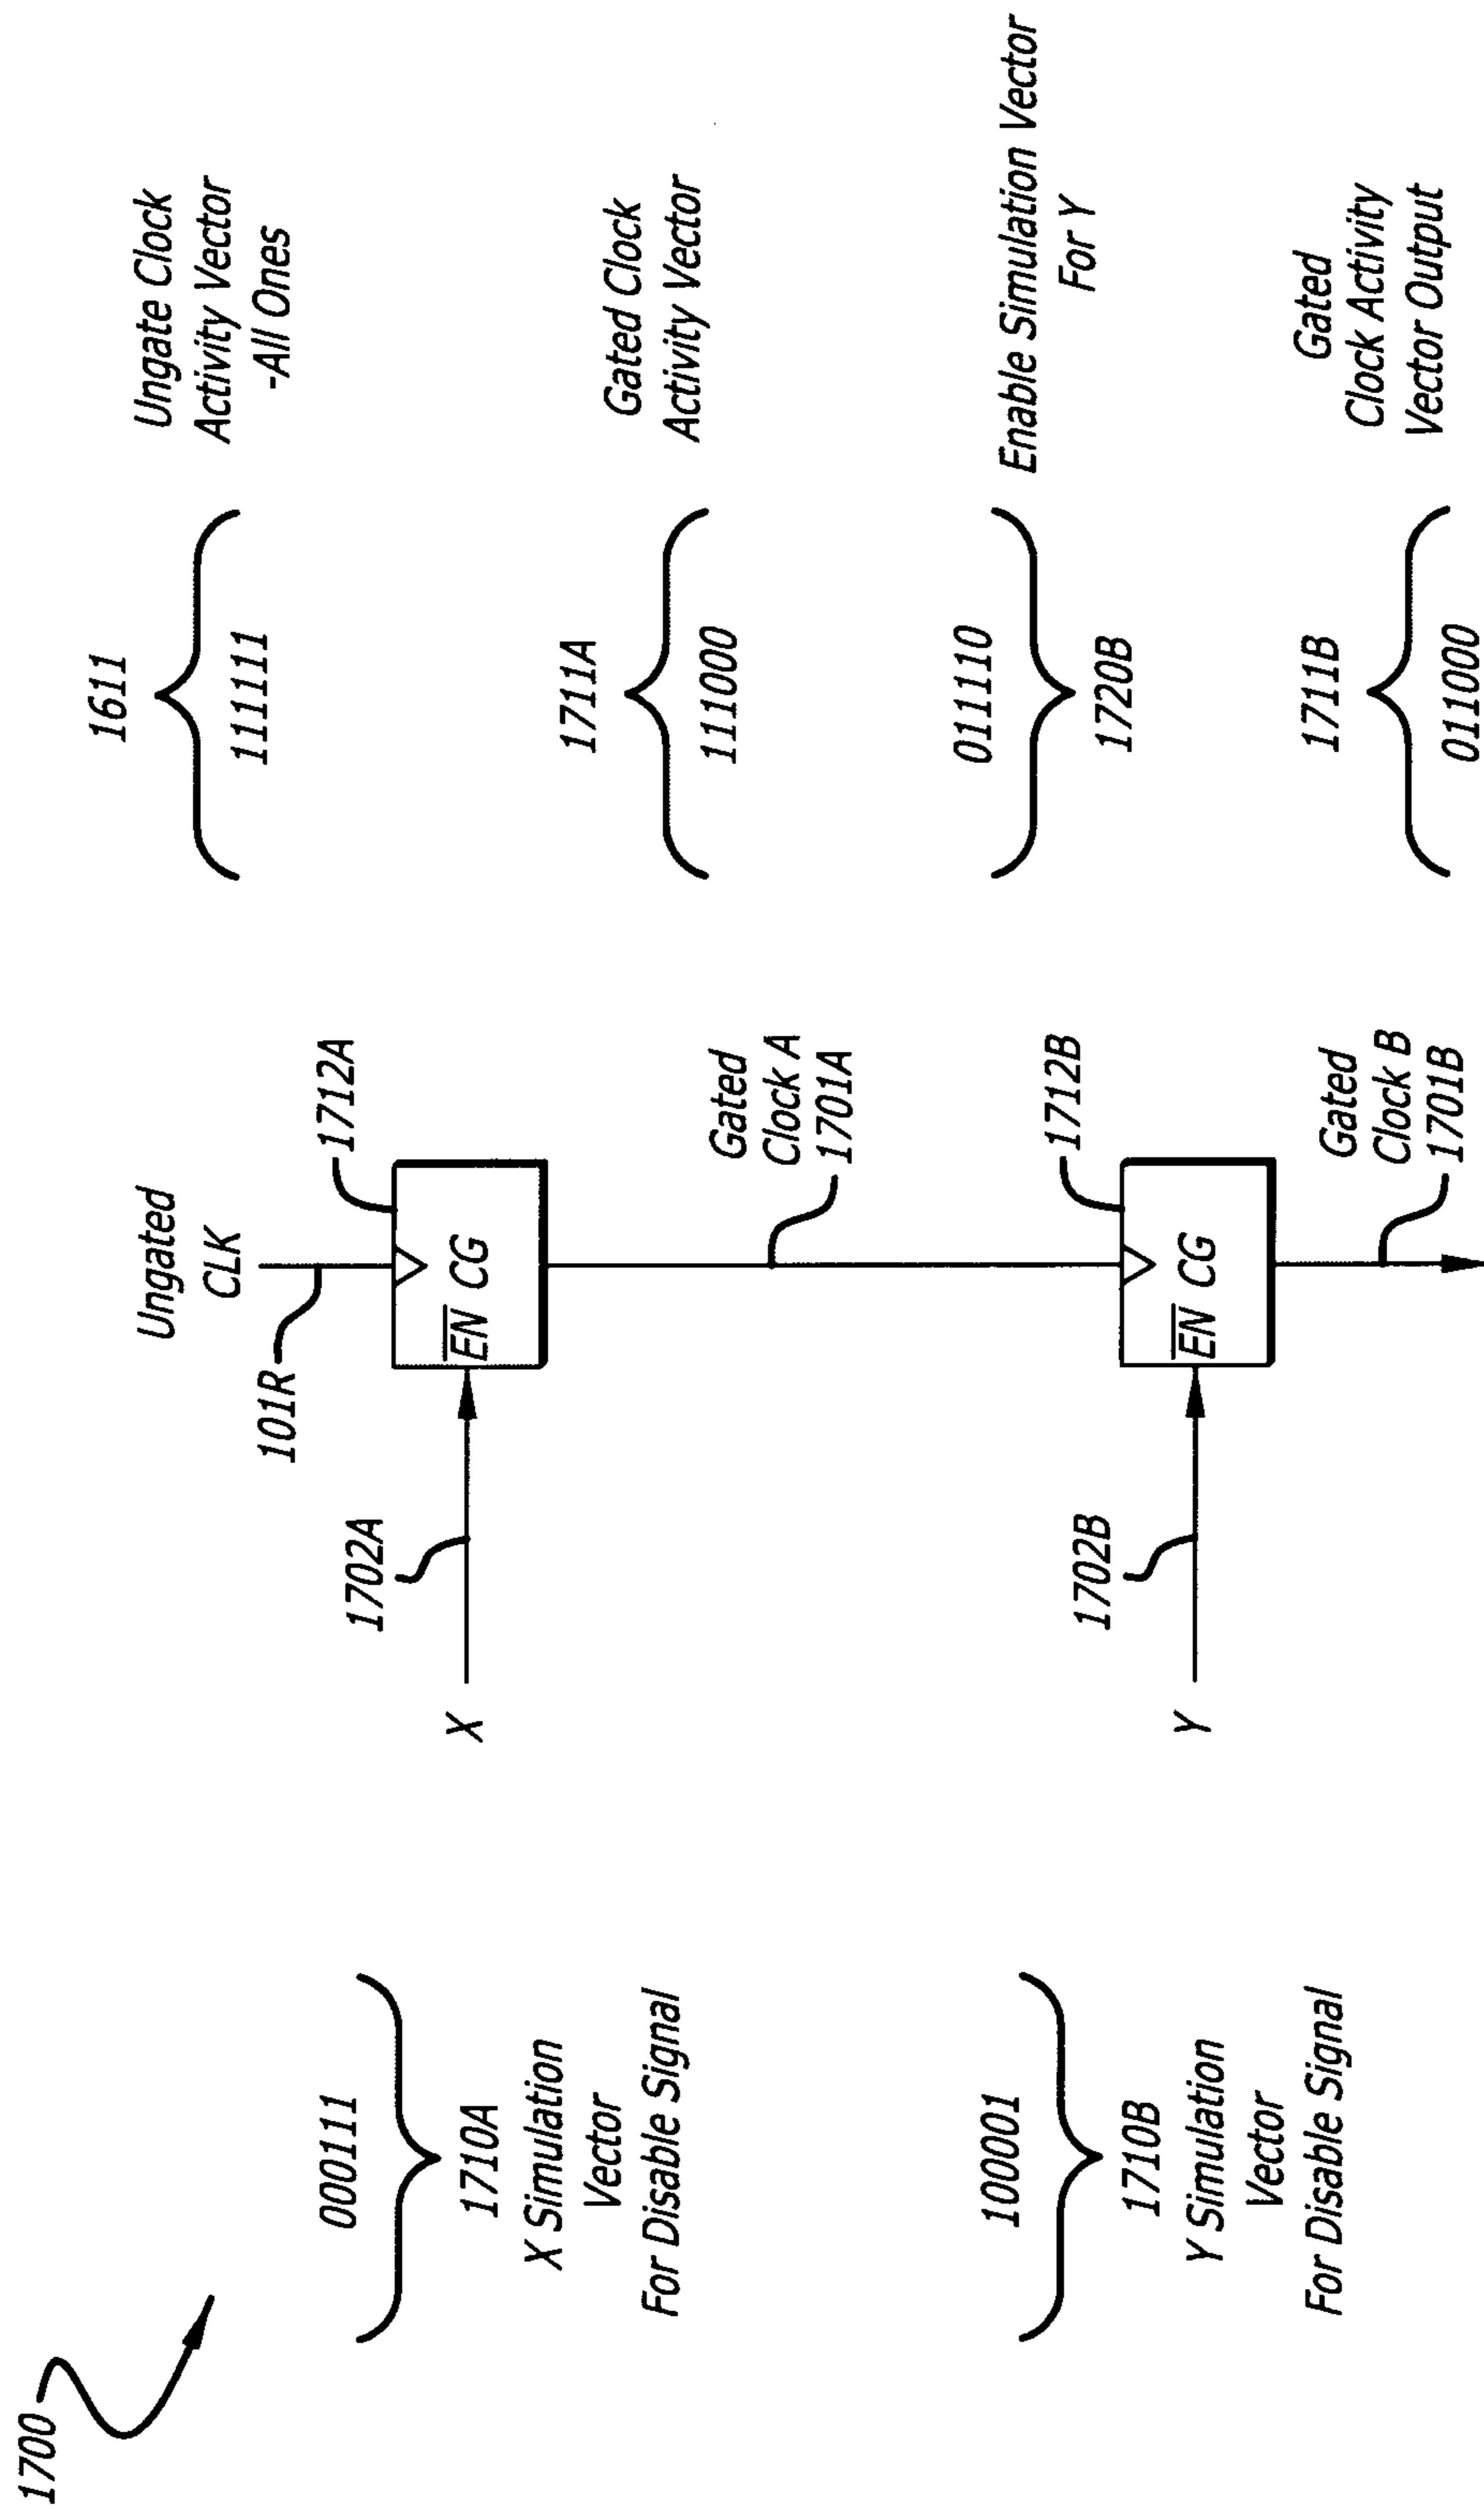 1700
000111
1710A
X Simulation
Vector
For Disable Signal
100001
1710B
Y Simulation
Vector
For Disable Signal
Ungated
CLK
101R
1702A
X
EN CG
1712A
Gated
Clock A
1701A
1702B
Y
EN CG
1712B
Gated
Clock B
1701B
1611
111111
Ungate Clock
Activity Vector
-All Ones
1711A
111000
Gated Clock
Activity Vector
011110
1720B
Enable Simulation Vector
For Y
1711B
011000
Gated
Clock Activity
Vector Output